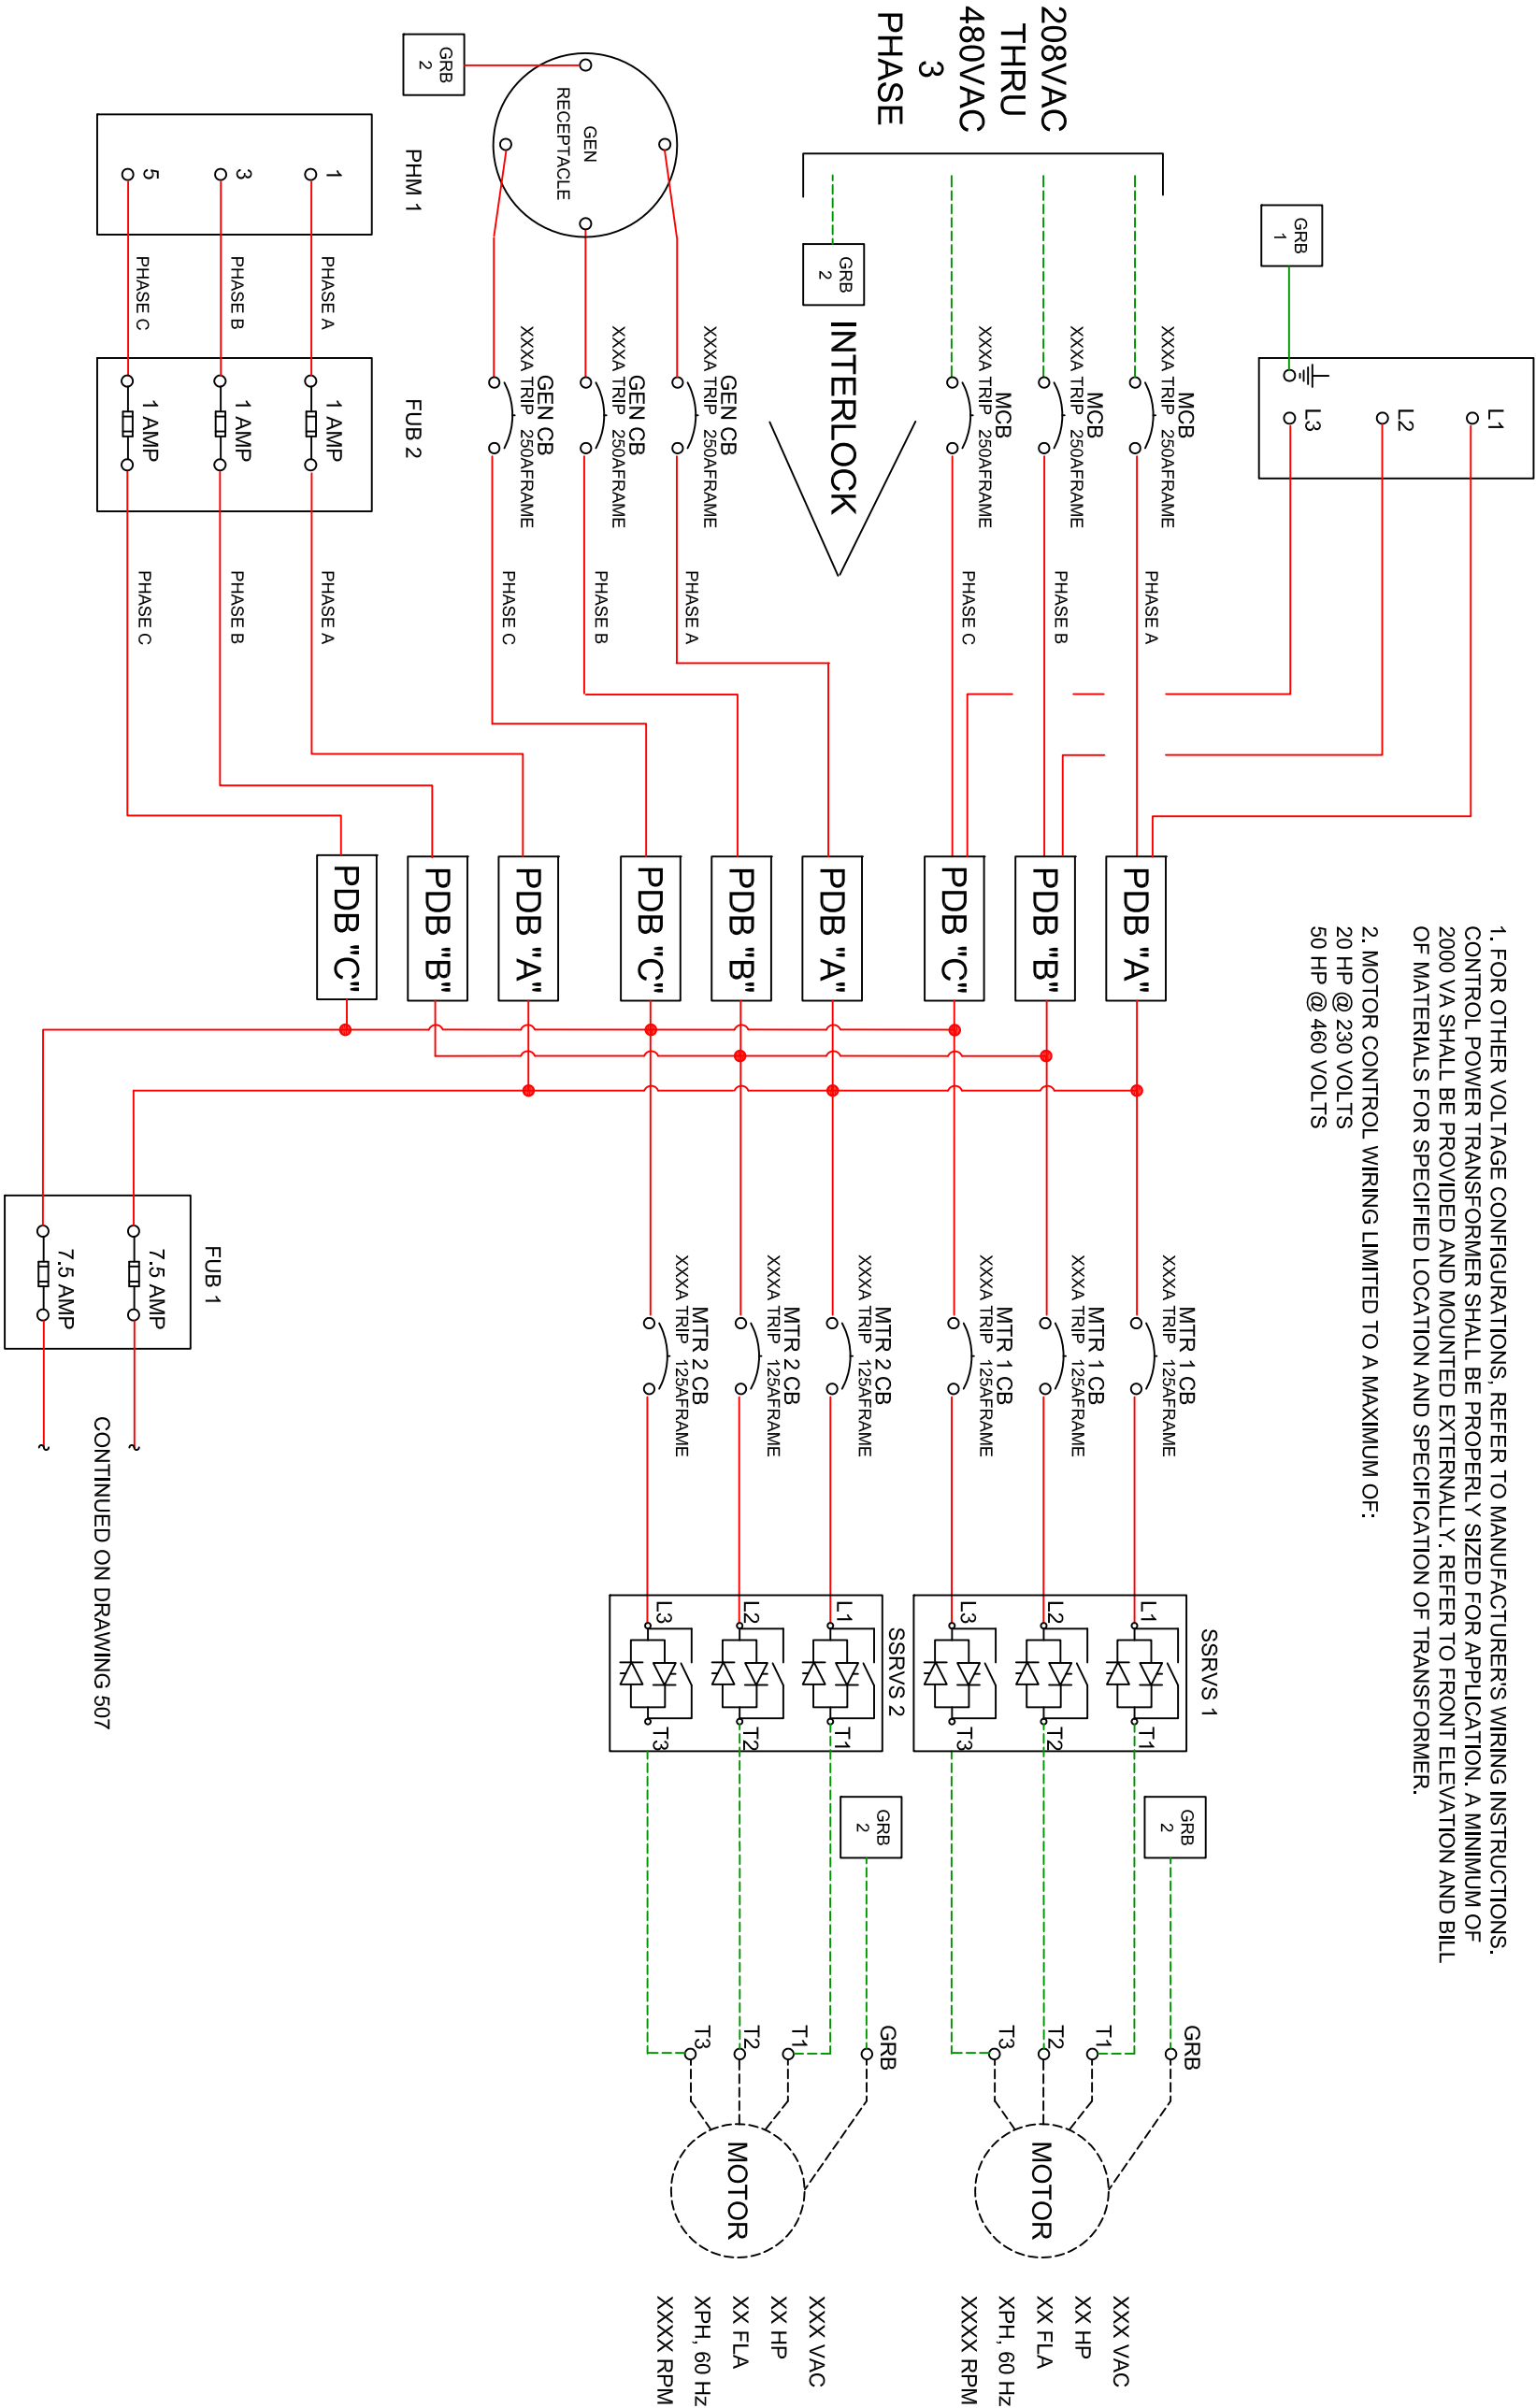 1. FOR OTHER VOLTAGE CONFIGURATIONS, REFER TO MANUFACTURER'S WIRING INSTRUCTIONS.
CONTROL POWER TRANSFORMER SHALL BE PROPERLY SIZED FOR APPLICATION. A MINIMUM OF
2000 VA SHALL BE PROVIDED AND MOUNTED EXTERNALLY. REFER TO FRONT ELEVATION AND BILL
OF MATERIALS FOR SPECIFIED LOCATION AND SPECIFICATION OF TRANSFORMER.
2. MOTOR CONTROL WIRING LIMITED TO A MAXIMUM OF:
20 HP @ 230 VOLTS
50 HP @ 460 VOLTS
L1
L2
L3
GRB
1
208VAC
THRU
480VAC
3
PHASE
MCB
XXXA TRIP 250AFRAME
PHASE A
MCB
XXXA TRIP 250AFRAME
PHASE B
MCB
XXXA TRIP 250AFRAME
PHASE C
GRB
2
INTERLOCK
GEN
RECEPTACLE
GRB
2
GEN CB
XXXA TRIP 250AFRAME
PHASE A
GEN CB
XXXA TRIP 250AFRAME
PHASE B
GEN CB
XXXA TRIP 250AFRAME
PHASE C
PHM 1
1
3
5
PHASE A
PHASE B
PHASE C
FUB 2
1 AMP
1 AMP
1 AMP
PHASE A
PHASE B
PHASE C
PDB "A"
PDB "B"
PDB "C"
PDB "A"
PDB "B"
PDB "C"
PDB "A"
PDB "B"
PDB "C"
MTR 1 CB
XXXA TRIP 125AFRAME
MTR 1 CB
XXXA TRIP 125AFRAME
MTR 1 CB
XXXA TRIP 125AFRAME
MTR 2 CB
XXXA TRIP 125AFRAME
MTR 2 CB
XXXA TRIP 125AFRAME
MTR 2 CB
XXXA TRIP 125AFRAME
FUB 1
7.5 AMP
7.5 AMP
CONTINUED ON DRAWING 507
SSRVS 1
L1 T1
L2 T2
L3 T3
SSRVS 2
L1 T1
L2 T2
L3 T3
GRB
2
GRB
T1
T2
T3
MOTOR
XXX VAC
XX HP
XX FLA
XPH, 60 Hz
XXXX RPM
GRB
2
GRB
T1
T2
T3
MOTOR
XXX VAC
XX HP
XX FLA
XPH, 60 Hz
XXXX RPM